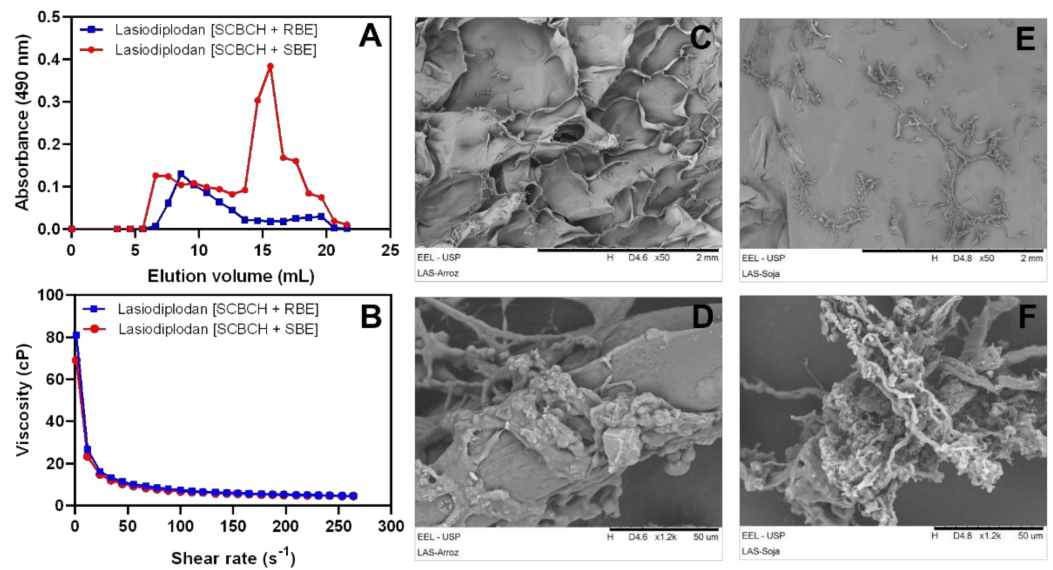 A
Lasiodiplodan [SCBCH + RBE]
Lasiodiplodan [SCBCH + SBE]
Absorbance (490 nm)
0.5
0.4
0.3
0.2
0.1
0.0
0
5
10
15
20
25
Elution volume (mL)
B
Lasiodiplodan [SCBCH + RBE]
Lasiodiplodan [SCBCH + SBE]
Viscosity (cP)
100
80
60
40
20
0
0
50
100
150
200
250
300
Shear rate (s⁻¹)
C
EEL - USP H D4.6 x50 2 mm
LAS-Arroz
D
EEL - USP H D4.6 x1.2k 50 um
LAS-Arroz
E
EEL - USP H D4.8 x50 2 mm
LAS-Soja
F
EEL - USP H D4.8 x1.2k 50 um
LAS-Soja